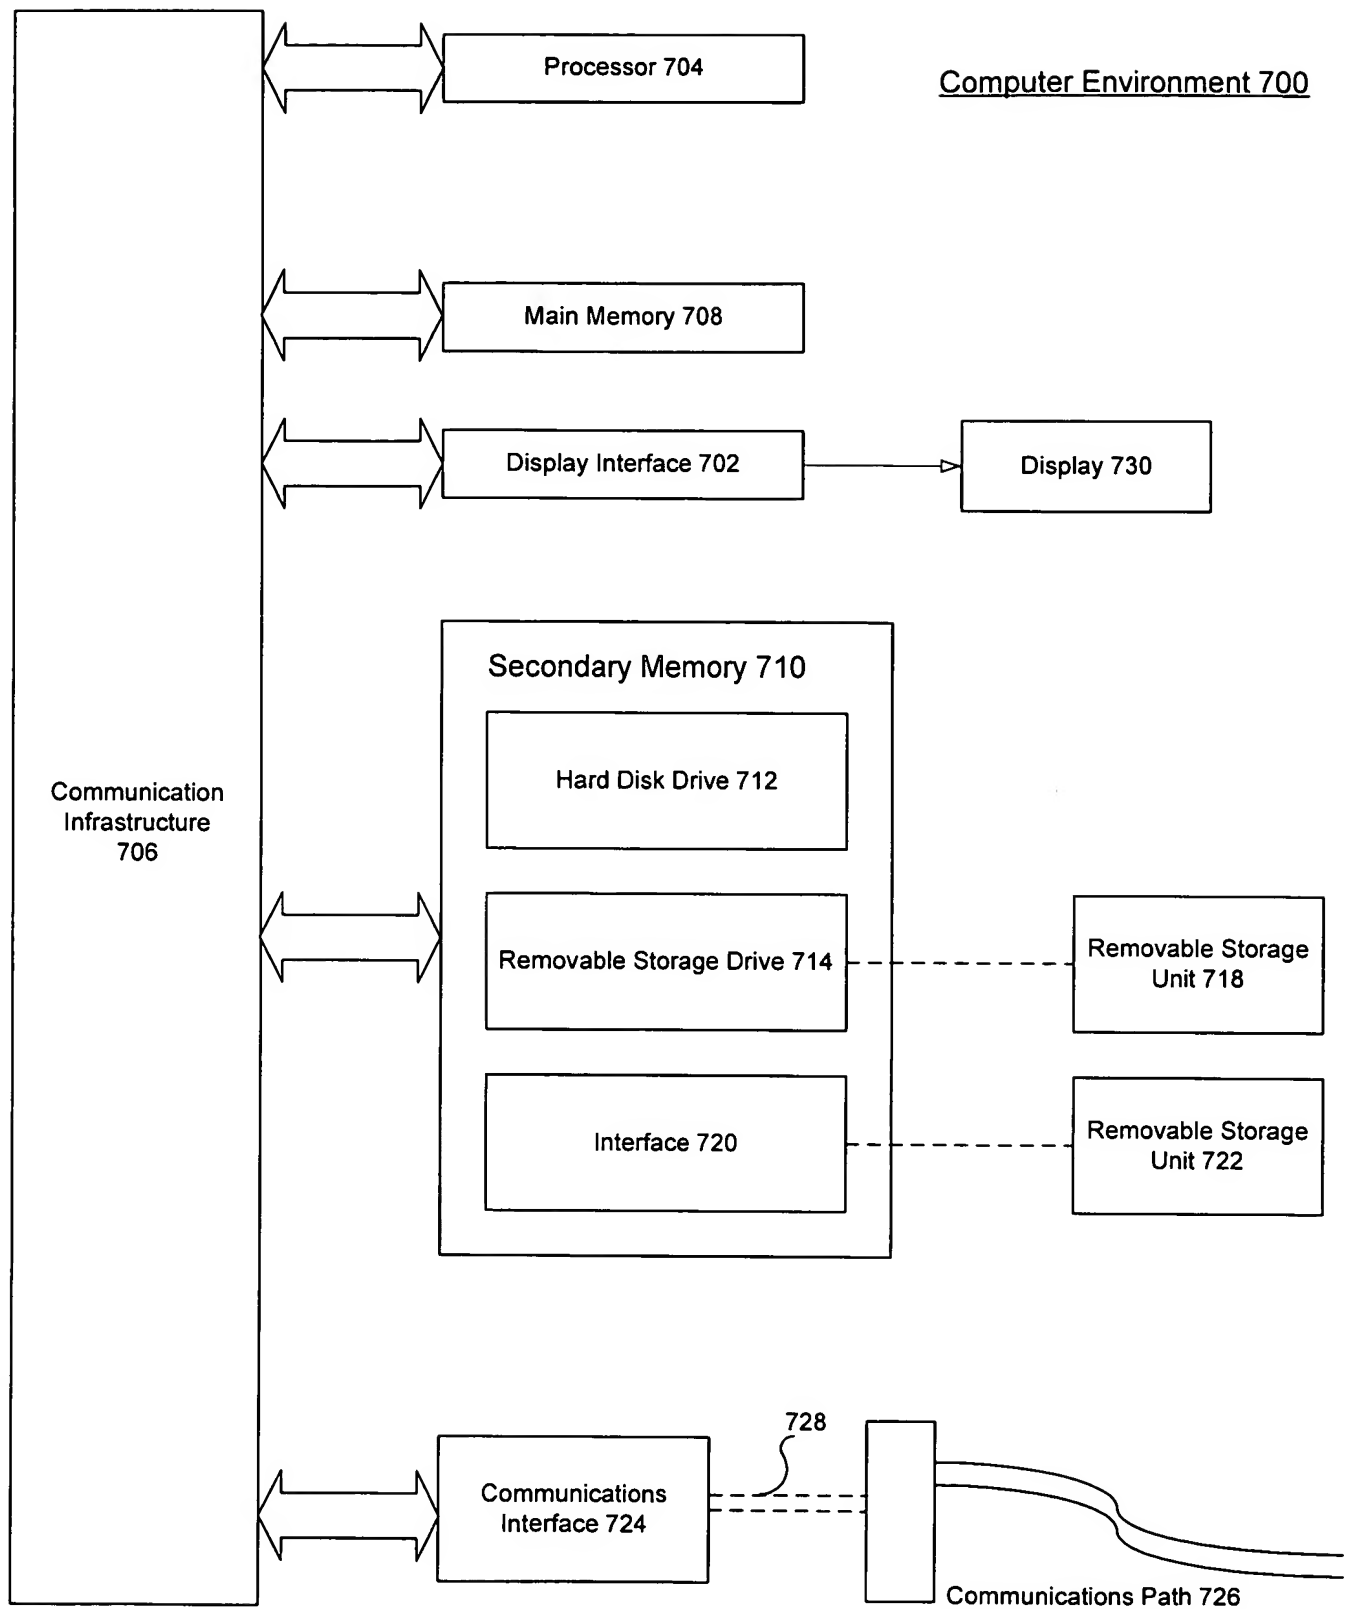 Processor 704
Computer Environment 700
Main Memory 708
Display Interface 702
Display 730
Secondary Memory 710
Hard Disk Drive 712
Communication
Infrastructure
706
Removable Storage Drive 714
Removable Storage
Unit 718
Interface 720
Removable Storage
Unit 722
728
Communications
Interface 724
Communications Path 726